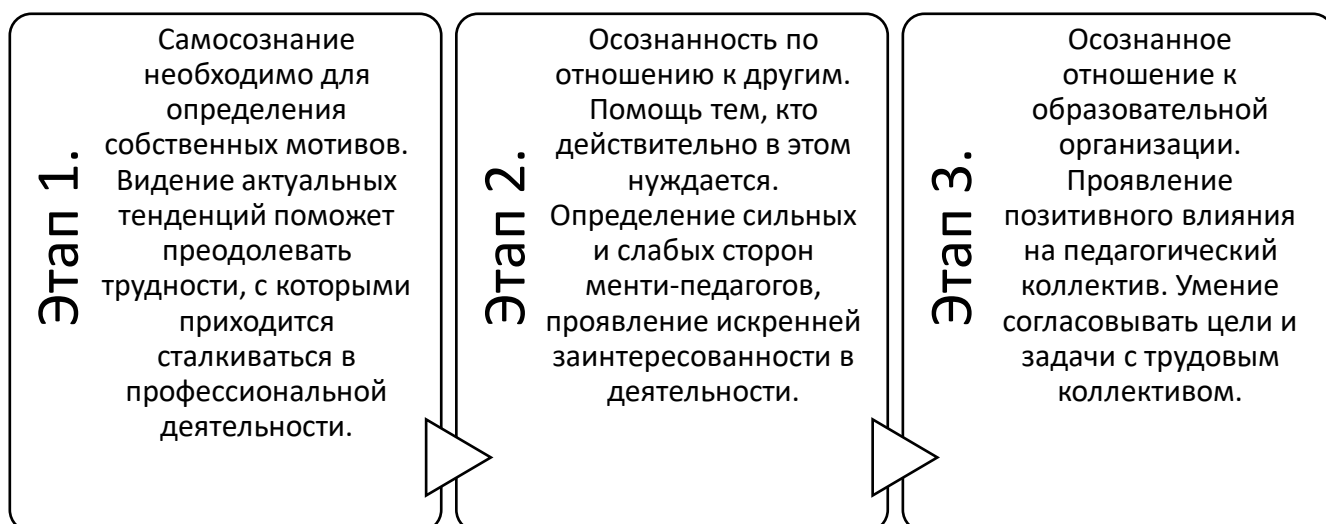 Этап 1.
Самосознание
необходимо для
определения
собственных мотивов.
Видение актуальных
тенденций поможет
преодолевать
трудности, с которыми
приходится
сталкиваться в
профессиональной
деятельности.
Этап 2.
Осознанность по
отношению к другим.
Помощь тем, кто
действительно в этом
нуждается.
Определение сильных
и слабых сторон
менти-педагогов,
проявление искренней
заинтересованности в
деятельности.
Этап 3.
Осознанное
отношение к
образовательной
организации.
Проявление
позитивного влияния
на педагогический
коллектив. Умение
согласовывать цели и
задачи с трудовым
коллективом.